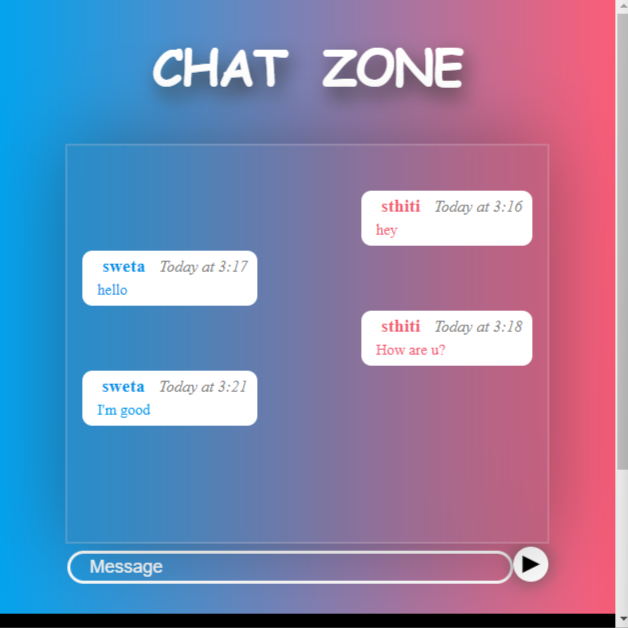 CHAT ZONE
sthiti Today at 3:16
hey
sweta Today at 3:17
hello
sthiti Today at 3:18
How are u?
sweta Today at 3:21
I'm good
Message